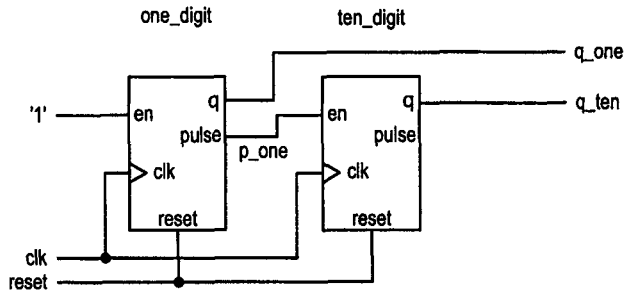 one_digit ten_digit
q_one
q q q_ten
'1' en en
pulse pulse
p_one
clk clk
reset reset
clk
reset